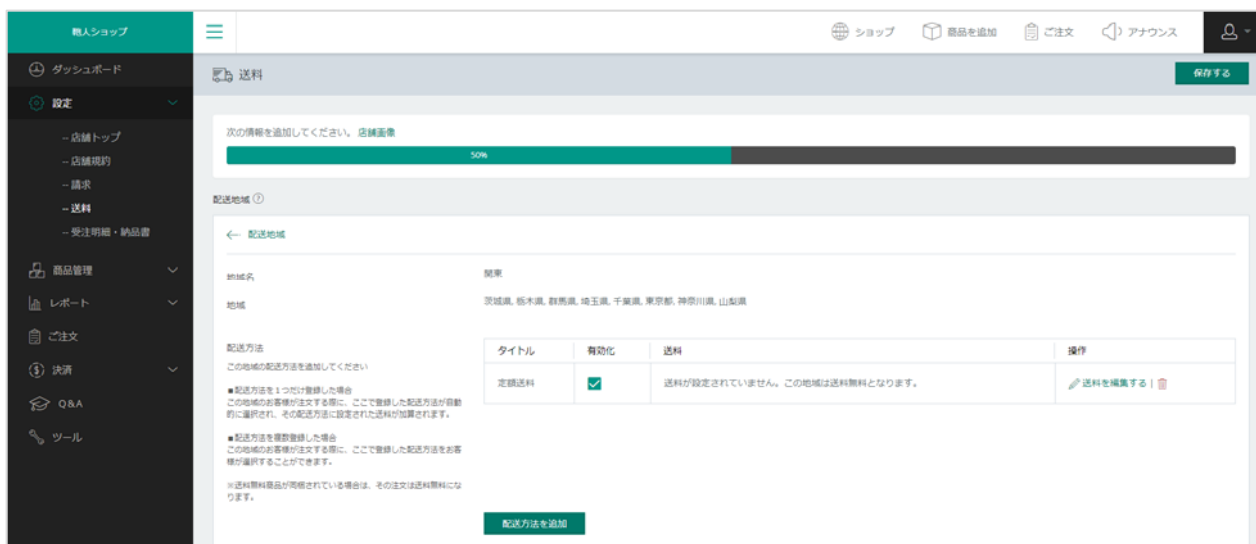 鞄人ショップ
ショップ
商品を追加
ご注文
アナウンス
ダッシュボード
送料
保存する
設定
-- 店舗トップ
-- 店舗規約
-- 請求
-- 送料
-- 受注明細・納品書
商品管理
レポート
ご注文
決済
Q&A
ツール
次の情報を追加してください。 店舗画像
50%
配送地域 ?
← 配送地域
地域名
関東
地域
茨城県, 栃木県, 群馬県, 埼玉県, 千葉県, 東京都, 神奈川県, 山梨県
配送方法
この地域の配送方法を追加してください
■配送方法を1つだけ登録した場合
この地域のお客様が注文する際に、ここで登録した配送方法が自動
的に選択され、その配送方法に設定された送料が加算されます。
■配送方法を複数登録した場合
この地域のお客様が注文する際に、ここで登録した配送方法をお客
様が選択することができます。
※送料無料商品が同梱されている場合は、その注文は送料無料にな
ります。
タイトル 有効化 送料 操作
定額送料 送料が設定されていません。この地域は送料無料となります。 送料を編集する |
配送方法を追加